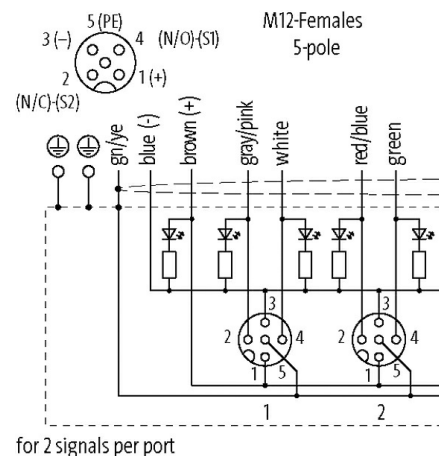 5 (PE)
M12-Females
3 (–)
4
(N/O)-(S1)
5-pole
2
1 (+)
(N/C)-(S2)
gn/ye
blue (-)
brown (+)
gray/pink
white
red/blue
green
3
3
2
4
2
4
1
5
1
5
1
2
for 2 signals per port